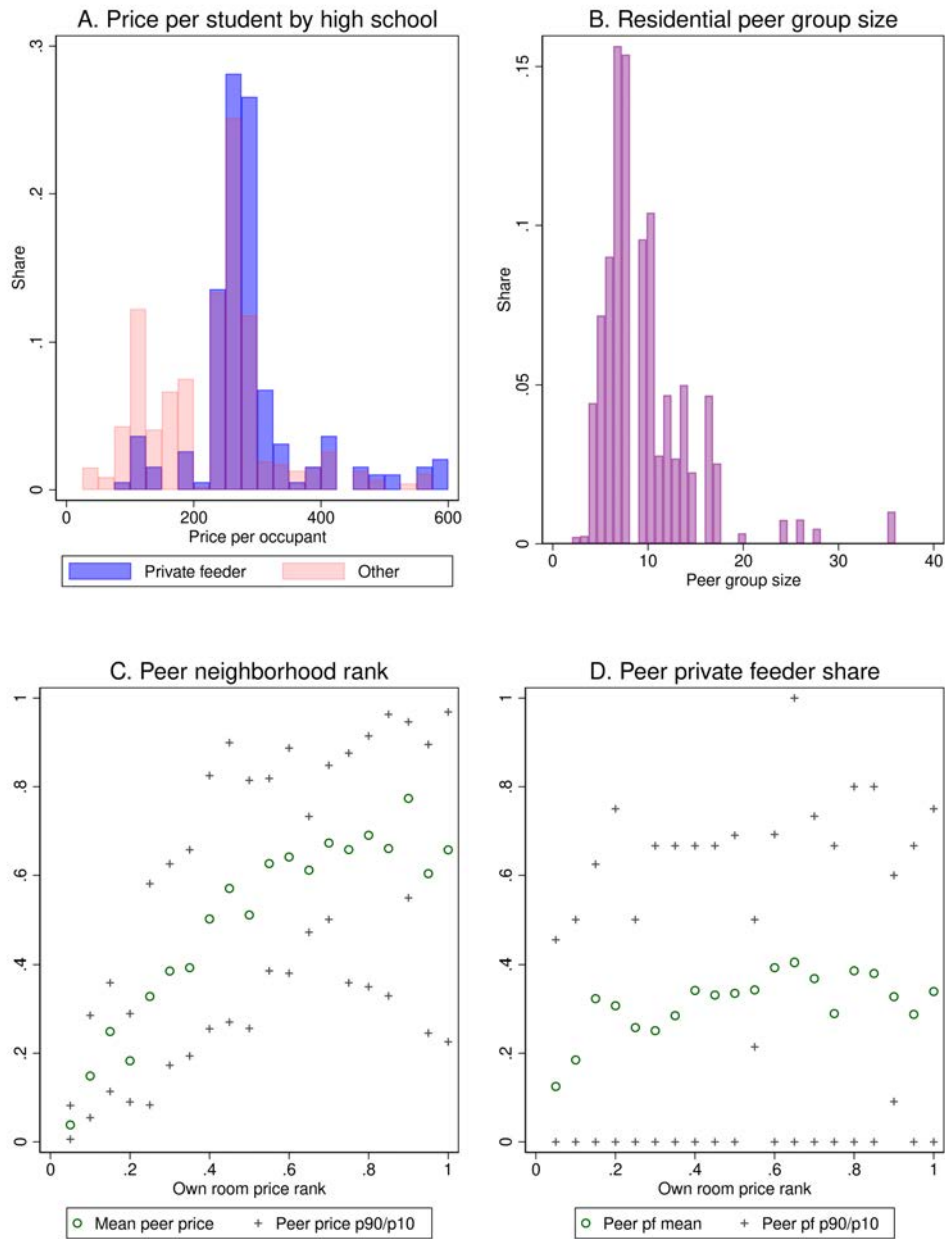 A. Price per student by high school
.3
.2
.1
0
Share
0 200 400 600
Price per occupant
Private feeder Other
B. Residential peer group size
.15
.1
.05
0
Share
0 10 20 30 40
Peer group size
C. Peer neighborhood rank
1
.8
.6
.4
.2
0
0 .2 .4 .6 .8 1
Own room price rank
Mean peer price Peer price p90/p10
D. Peer private feeder share
1
.8
.6
.4
.2
0
0 .2 .4 .6 .8 1
Own room price rank
Peer pf mean Peer pf p90/p10